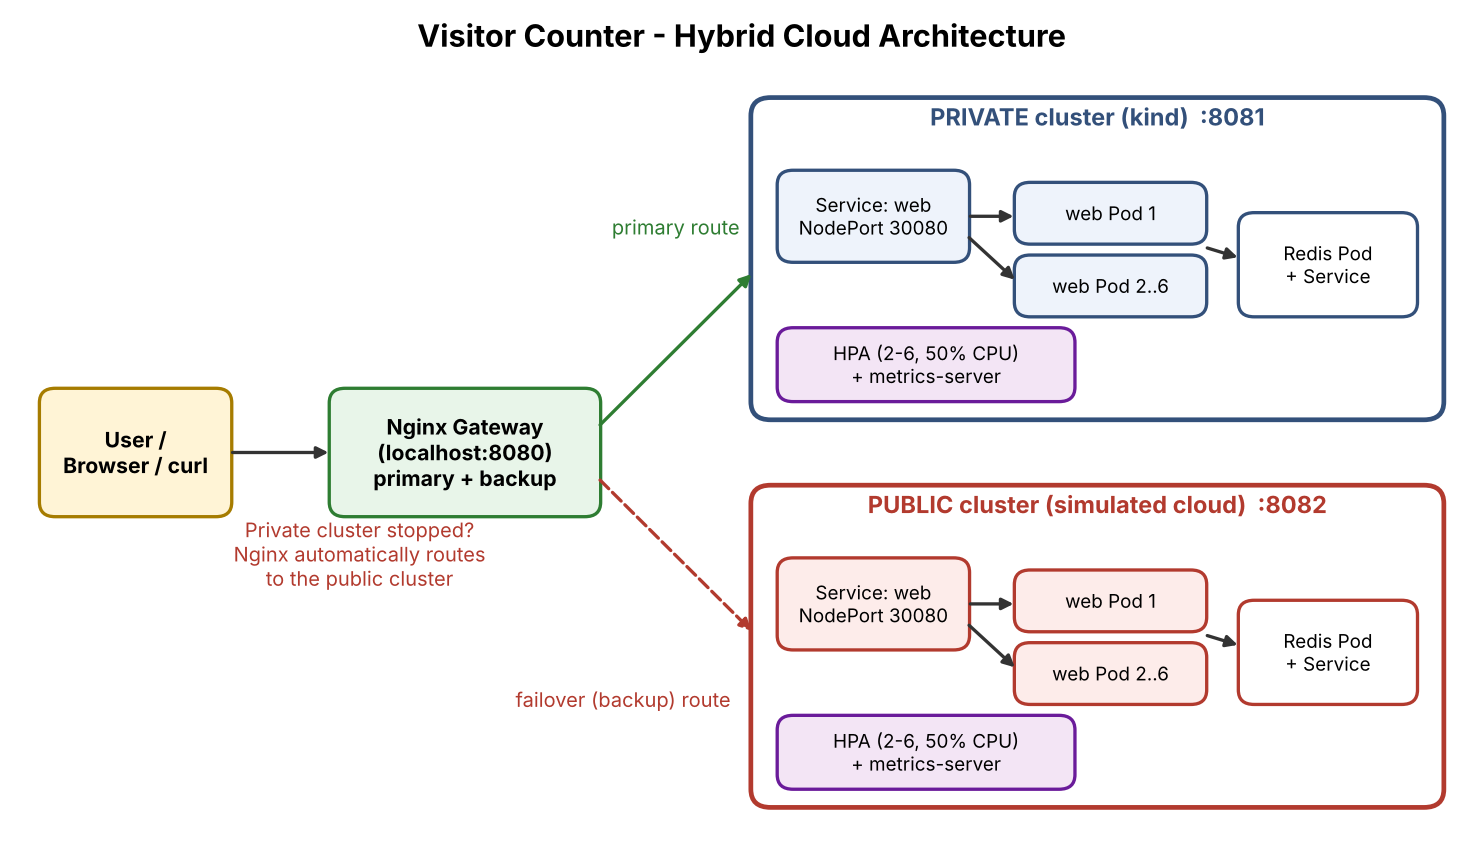 Visitor Counter - Hybrid Cloud Architecture
PRIVATE cluster (kind)  :8081
Service: web
NodePort 30080
web Pod 1
web Pod 2..6
Redis Pod
+ Service
HPA (2-6, 50% CPU)
+ metrics-server
primary route
User /
Browser / curl
Nginx Gateway
(localhost:8080)
primary + backup
Private cluster stopped?
Nginx automatically routes
to the public cluster
failover (backup) route
PUBLIC cluster (simulated cloud)  :8082
Service: web
NodePort 30080
web Pod 1
web Pod 2..6
Redis Pod
+ Service
HPA (2-6, 50% CPU)
+ metrics-server